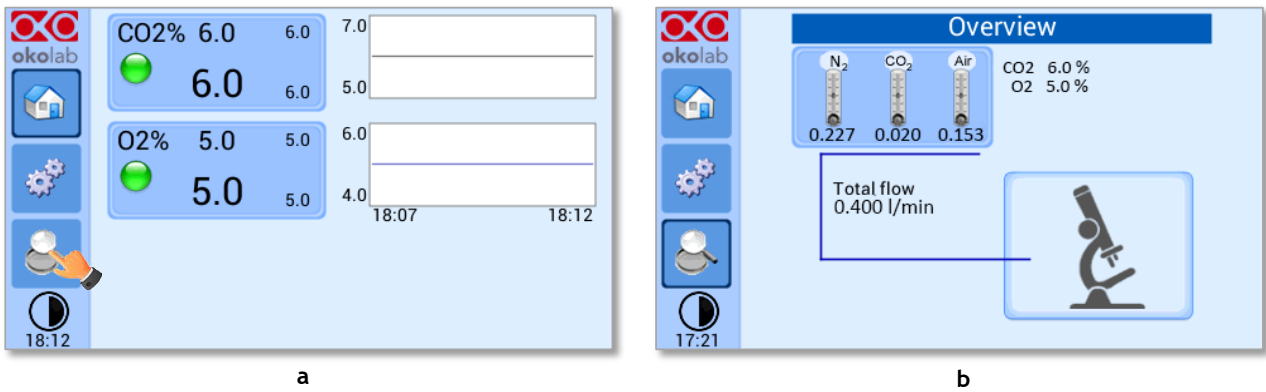 okolab
CO2% 6.0 6.0
6.0 6.0
O2% 5.0 5.0
5.0 5.0
7.0
5.0
6.0
4.0
18:07 18:12
18:12
a
okolab
Overview
N2 CO2 Air
0.227 0.020 0.153
CO2 6.0 %
O2 5.0 %
Total flow
0.400 l/min
17:21
b